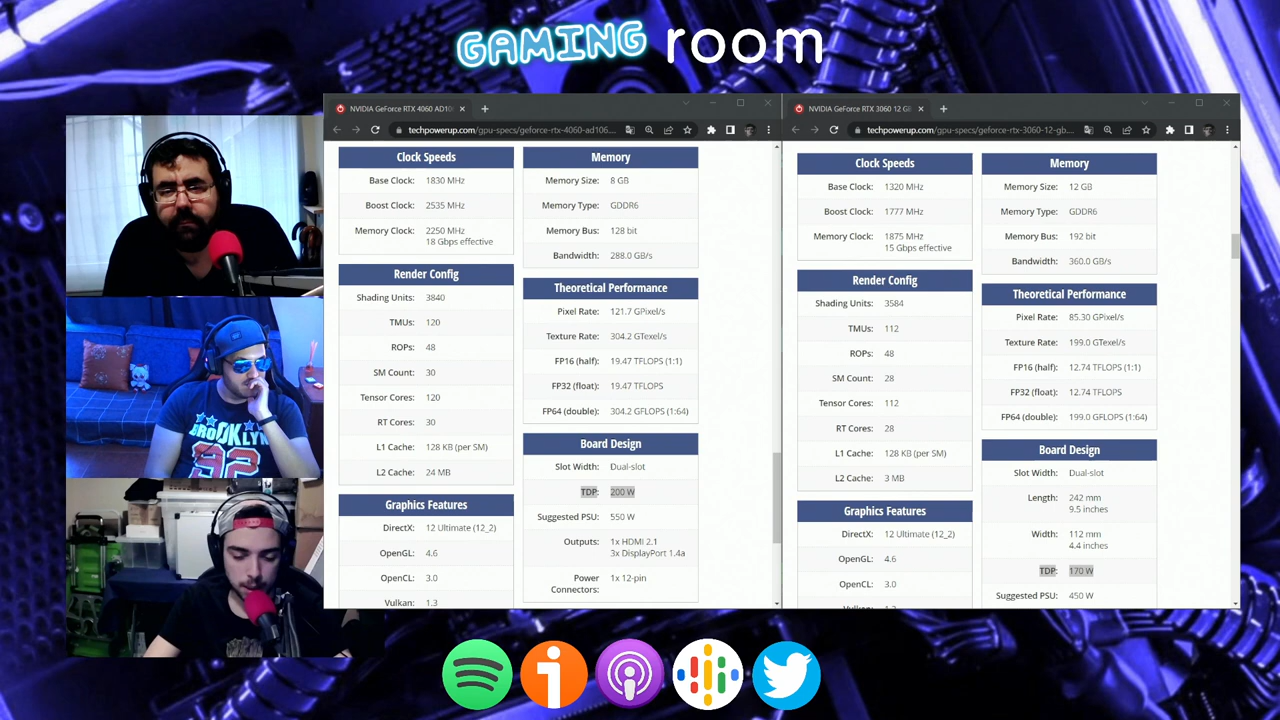 GAMING room
NVIDIA GeForce RTX 4060 AD10
techpowerup.com/gpu-specs/geforce-rtx-4060-ad106...
Clock Speeds
Base Clock: 1830 MHz
Boost Clock: 2535 MHz
Memory Clock: 2250 MHz
18 Gbps effective
Render Config
Shading Units: 3840
TMUs: 120
ROPs: 48
SM Count: 30
Tensor Cores: 120
RT Cores: 30
L1 Cache: 128 KB (per SM)
L2 Cache: 24 MB
Graphics Features
DirectX: 12 Ultimate (12_2)
OpenGL: 4.6
OpenCL: 3.0
Vulkan: 1.3
Memory
Memory Size: 8 GB
Memory Type: GDDR6
Memory Bus: 128 bit
Bandwidth: 288.0 GB/s
Theoretical Performance
Pixel Rate: 121.7 GPixel/s
Texture Rate: 304.2 GTexel/s
FP16 (half): 19.47 TFLOPS (1:1)
FP32 (float): 19.47 TFLOPS
FP64 (double): 304.2 GFLOPS (1:64)
Board Design
Slot Width: Dual-slot
TDP: 200 W
Suggested PSU: 550 W
Outputs: 1x HDMI 2.1
3x DisplayPort 1.4a
Power Connectors: 1x 12-pin
NVIDIA GeForce RTX 3060 12 GB
techpowerup.com/gpu-specs/geforce-rtx-3060-12-gb...
Clock Speeds
Base Clock: 1320 MHz
Boost Clock: 1777 MHz
Memory Clock: 1875 MHz
15 Gbps effective
Render Config
Shading Units: 3584
TMUs: 112
ROPs: 48
SM Count: 28
Tensor Cores: 112
RT Cores: 28
L1 Cache: 128 KB (per SM)
L2 Cache: 3 MB
Graphics Features
DirectX: 12 Ultimate (12_2)
OpenGL: 4.6
OpenCL: 3.0
Vulkan: 1.3
Memory
Memory Size: 12 GB
Memory Type: GDDR6
Memory Bus: 192 bit
Bandwidth: 360.0 GB/s
Theoretical Performance
Pixel Rate: 85.30 GPixel/s
Texture Rate: 199.0 GTexel/s
FP16 (half): 12.74 TFLOPS (1:1)
FP32 (float): 12.74 TFLOPS
FP64 (double): 199.0 GFLOPS (1:64)
Board Design
Slot Width: Dual-slot
Length: 242 mm
9.5 inches
Width: 112 mm
4.4 inches
TDP: 170 W
Suggested PSU: 450 W
BROOKLYN
92